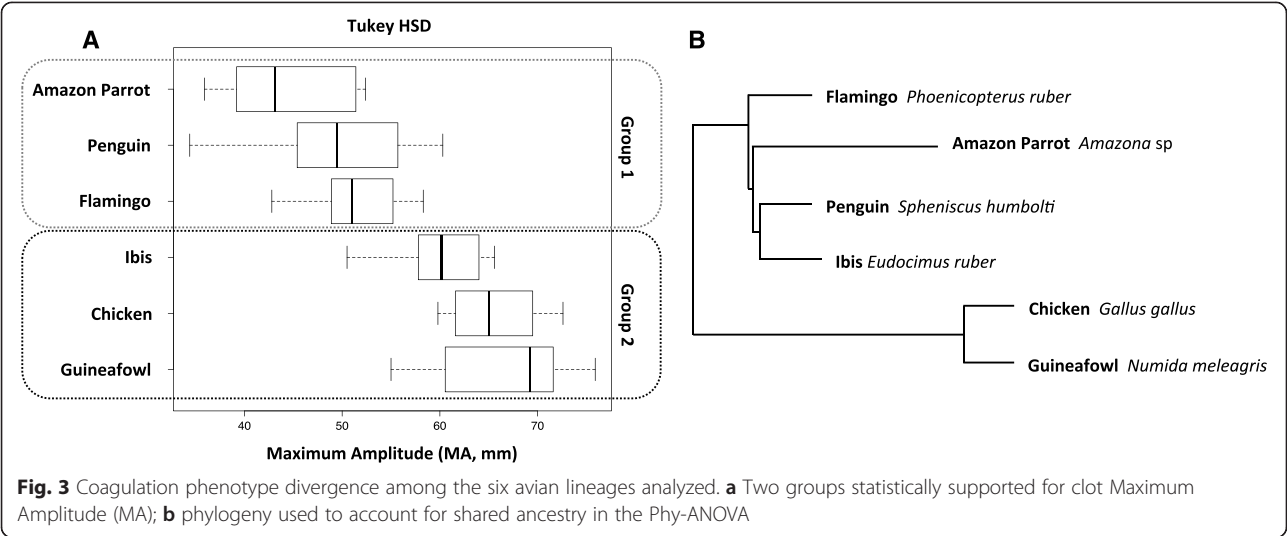 A
Tukey HSD
Amazon Parrot
Penguin
Flamingo
Group 1
Ibis
Chicken
Guineafowl
Group 2
40 50 60 70
Maximum Amplitude (MA, mm)
B
Flamingo Phoenicopterus ruber
Amazon Parrot Amazona sp
Penguin Spheniscus humbolti
Ibis Eudocimus ruber
Chicken Gallus gallus
Guineafowl Numida meleagris
Fig. 3 Coagulation phenotype divergence among the six avian lineages analyzed. a Two groups statistically supported for clot Maximum
Amplitude (MA); b phylogeny used to account for shared ancestry in the Phy-ANOVA